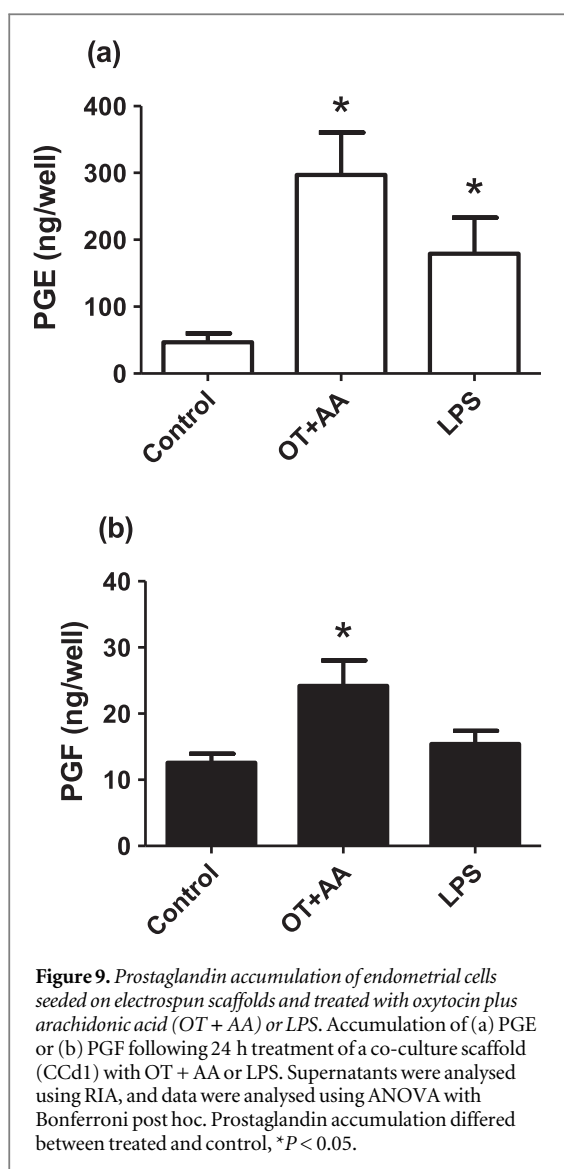 (a)
400
300
200
100
0
PGE (ng/well)
*
*
Control
OT+AA
LPS
(b)
40
30
20
10
0
PGF (ng/well)
*
Control
OT+AA
LPS
Figure 9. Prostaglandin accumulation of endometrial cells
seeded on electrospun scaffolds and treated with oxytocin plus
arachidonic acid (OT + AA) or LPS. Accumulation of (a) PGE
or (b) PGF following 24 h treatment of a co-culture scaffold
(CCd1) with OT + AA or LPS. Supernatants were analysed
using RIA, and data were analysed using ANOVA with
Bonferroni post hoc. Prostaglandin accumulation differed
between treated and control, *P < 0.05.